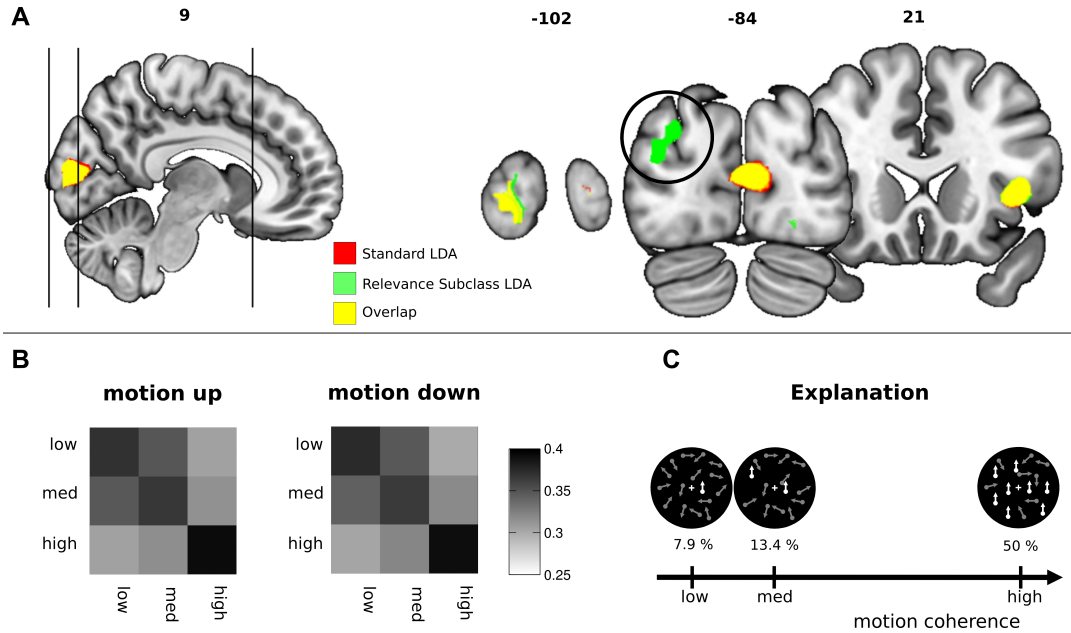 A
9
-102
-84
21
Standard LDA
Relevance Subclass LDA
Overlap
B
motion up
motion down
low
med
high
low
med
high
low
med
high
low
med
high
0.4
0.35
0.3
0.25
C
Explanation
7.9 %
13.4 %
50 %
low
med
high
motion coherence